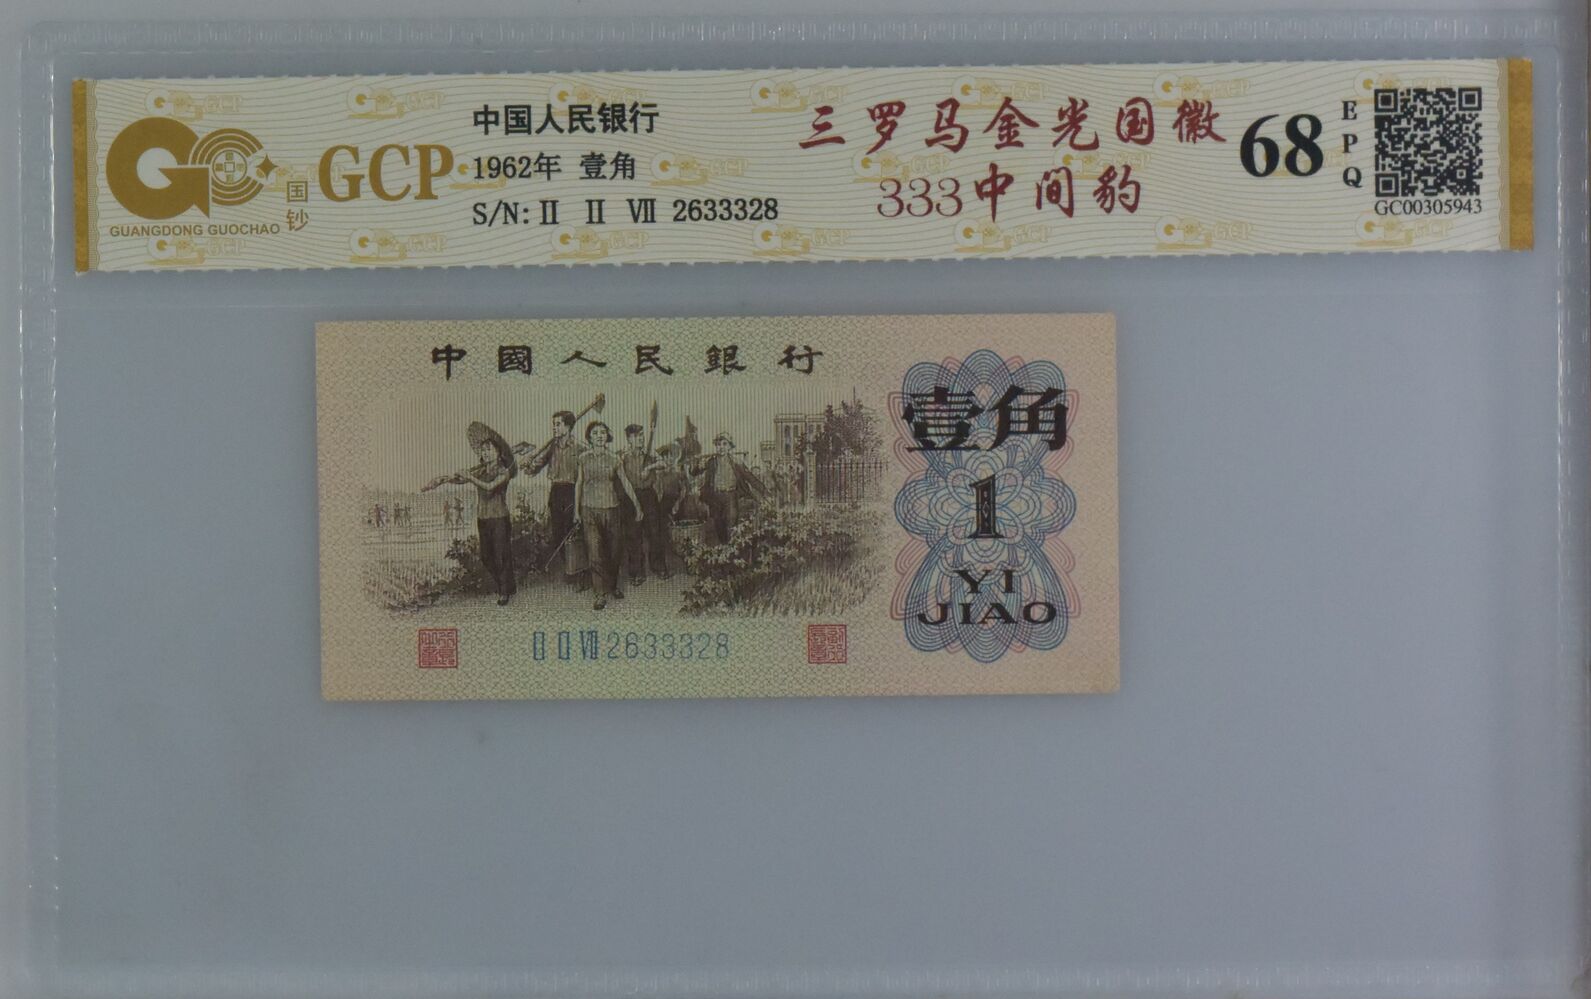 GUANGDONG GUOCHAO
国钞
GCP
中国人民银行
1962年 壹角
S/N: II II VII 2633328
三罗马金光国徽
333中间豹
68
EPQ
GC00305943
中國人民銀行
壹角
1
YI
JIAO
II II VII 2633328